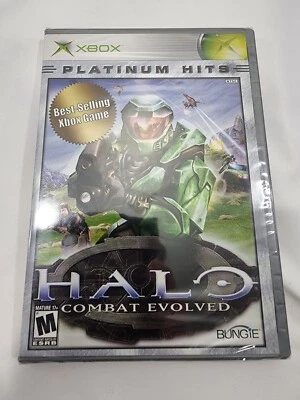 XBOX
PLATINUM HITS
Best-Selling
Xbox Game
HALO
COMBAT EVOLVED
MATURE 17+
M
ESRB
BUNGIE